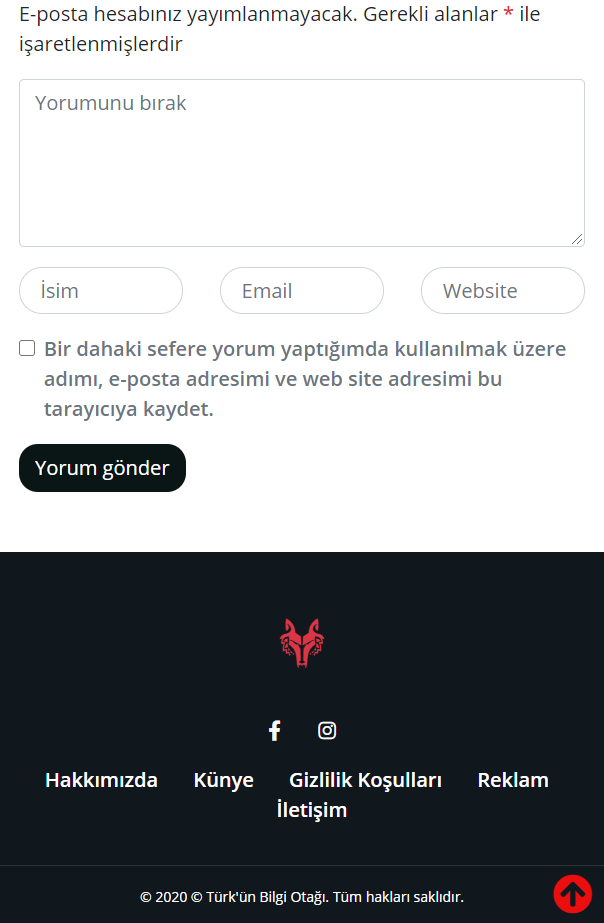 E-posta hesabınız yayımlanmayacak. Gerekli alanlar * ile
işaretlenmişlerdir
Yorumunu bırak
İsim
Email
Website
Bir dahaki sefere yorum yaptığımda kullanılmak üzere
adımı, e-posta adresimi ve web site adresimi bu
tarayıcıya kaydet.
Yorum gönder
Hakkımızda Künye Gizlilik Koşulları Reklam
İletişim
© 2020 © Türk'ün Bilgi Otağı. Tüm hakları saklıdır.